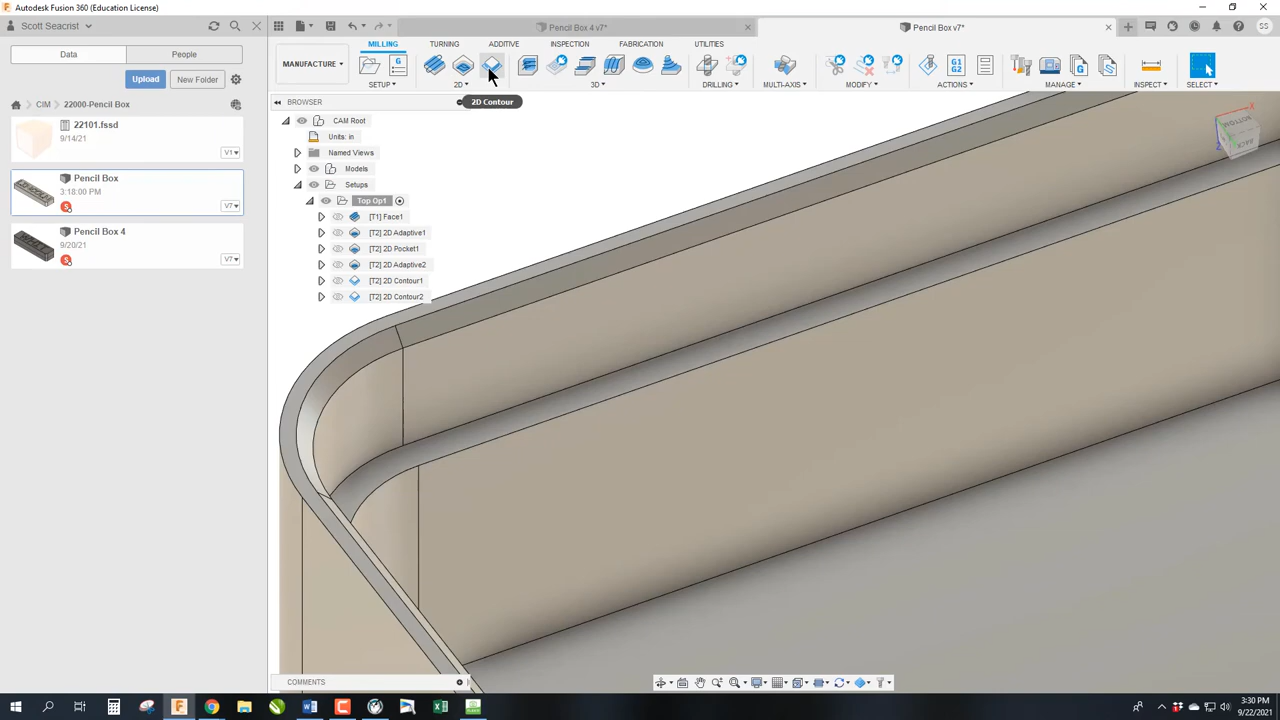 Autodesk Fusion 360 (Education License)
Scott Seacrist
Pencil Box 4 v7*
Pencil Box v7*
SS
Data
People
MILLING
TURNING
ADDITIVE
INSPECTION
FABRICATION
UTILITIES
MANUFACTURE
Upload
New Folder
G1
G2
SETUP
2D
3D
DRILLING
MULTI-AXIS
MODIFY
ACTIONS
MANAGE
INSPECT
SELECT
2D Contour
CIM
22000-Pencil Box
BROWSER
22101.fssd
9/14/21
V1
Pencil Box
3:18:00 PM
V7
Pencil Box 4
9/20/21
V7
CAM Root
Units: in
Named Views
Models
Setups
Top Op1
[T1] Face1
[T2] 2D Adaptive1
[T2] 2D Pocket1
[T2] 2D Adaptive2
[T2] 2D Contour1
[T2] 2D Contour2
X
Z
BOTTOM
BACK
COMMENTS
3:30 PM
9/22/2021